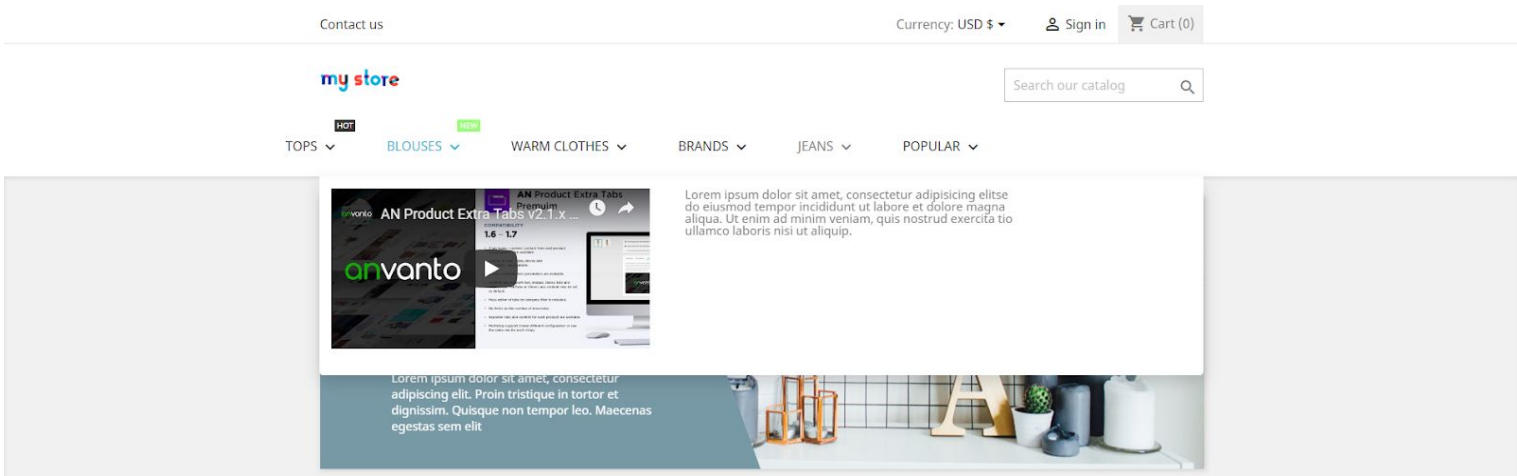 Contact us
Currency: USD $
Sign in
Cart (0)
my store
Search our catalog
HOT
NEW
TOPS
BLOUSES
WARM CLOTHES
BRANDS
JEANS
POPULAR
AN Product Extra Tabs
Premuim
anvanto
AN Product Extra Tabs v2.1.x ...
COMPATIBILITY
1.6 – 1.7
anvanto
Lorem ipsum dolor sit amet, consectetur adipisicing elitse
do eiusmod tempor incididunt ut labore et dolore magna
aliqua. Ut enim ad minim veniam, quis nostrud exercita tio
ullamco laboris nisi ut aliquip.
Lorem ipsum dolor sit amet, consectetur
adipiscing elit. Proin tristique in tortor et
dignissim. Quisque non tempor leo. Maecenas
egestas sem elit
A